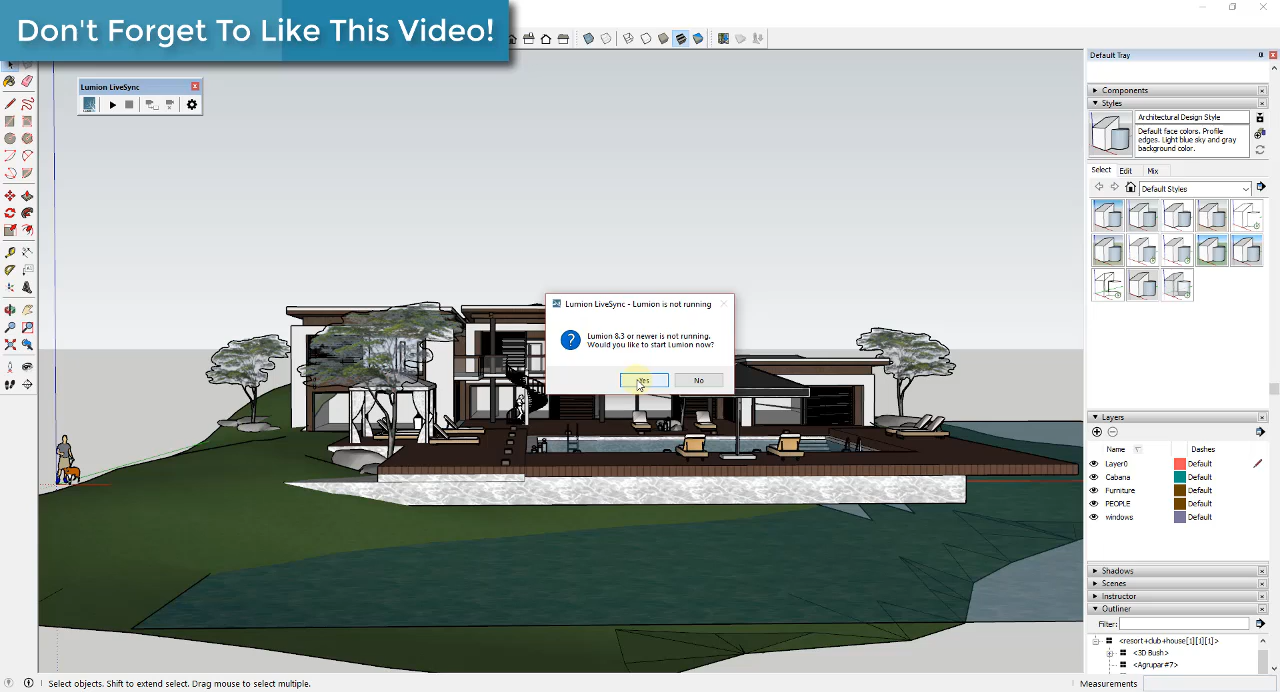 Don't Forget To Like This Video!
Default Tray
Lumion LiveSync
Components
Styles
Architectural Design Style
Default face colors. Profile
edges. Light blue sky and gray
background color.
Select Edit Mix
Default Styles
Lumion LiveSync - Lumion is not running
Lumion 8.3 or newer is not running.
Would you like to start Lumion now?
Yes No
Layers
Name Dashes
Layer0 Default
Cabana Default
Furniture Default
PEOPLE Default
windows Default
Shadows
Scenes
Instructor
Outliner
Filter:
<resort+club+house[1][1][1]>
<3D Bush>
<Agrupar#7>
Select objects. Shift to extend select. Drag mouse to select multiple.
Measurements